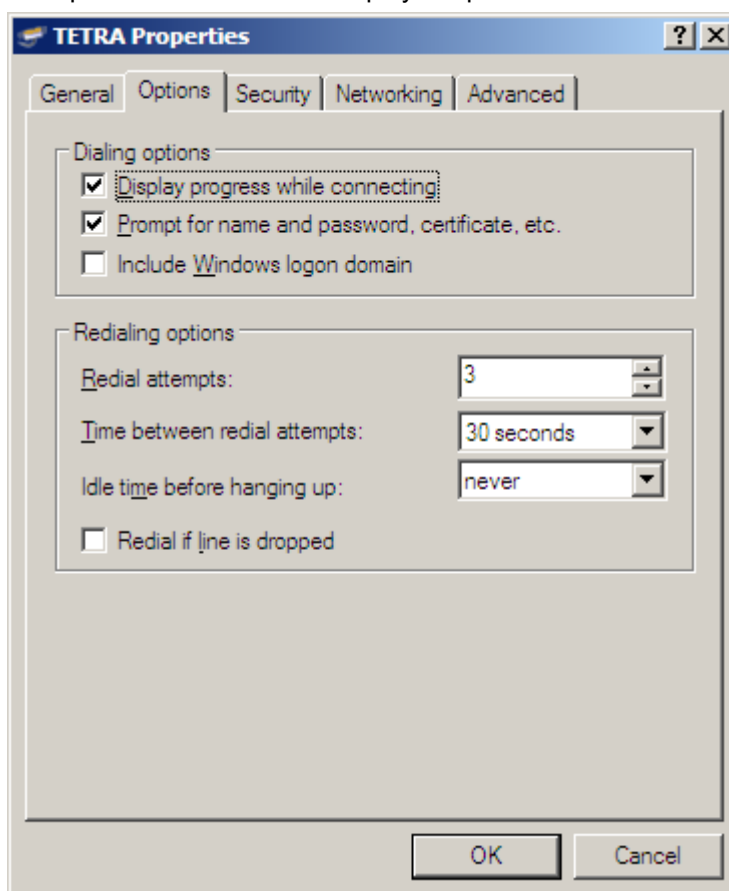 TETRA Properties
General Options Security Networking Advanced
Dialing options
Display progress while connecting
Prompt for name and password, certificate, etc.
Include Windows logon domain
Redialing options
Redial attempts: 3
Time between redial attempts: 30 seconds
Idle time before hanging up: never
Redial if line is dropped
OK Cancel